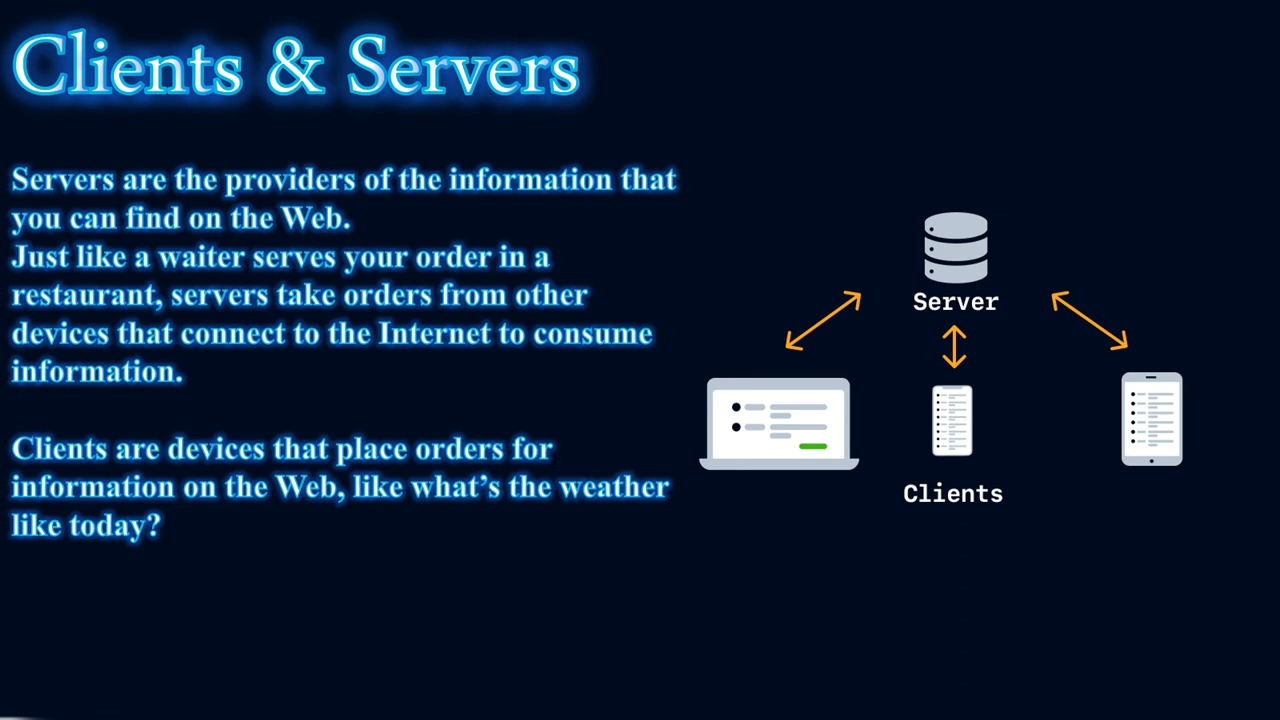 Clients & Servers
Servers are the providers of the information that
you can find on the Web.
Just like a waiter serves your order in a
restaurant, servers take orders from other
devices that connect to the Internet to consume
information.
Clients are devices that place orders for
information on the Web, like what’s the weather
like today?
Server
Clients